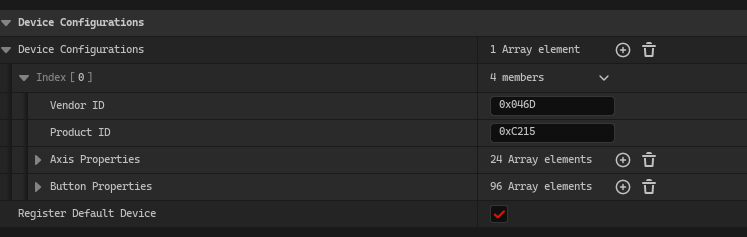 Device Configurations
Device Configurations 1 Array element
Index [ 0 ] 4 members
Vendor ID 0x046D
Product ID 0xC215
Axis Properties 24 Array elements
Button Properties 96 Array elements
Register Default Device